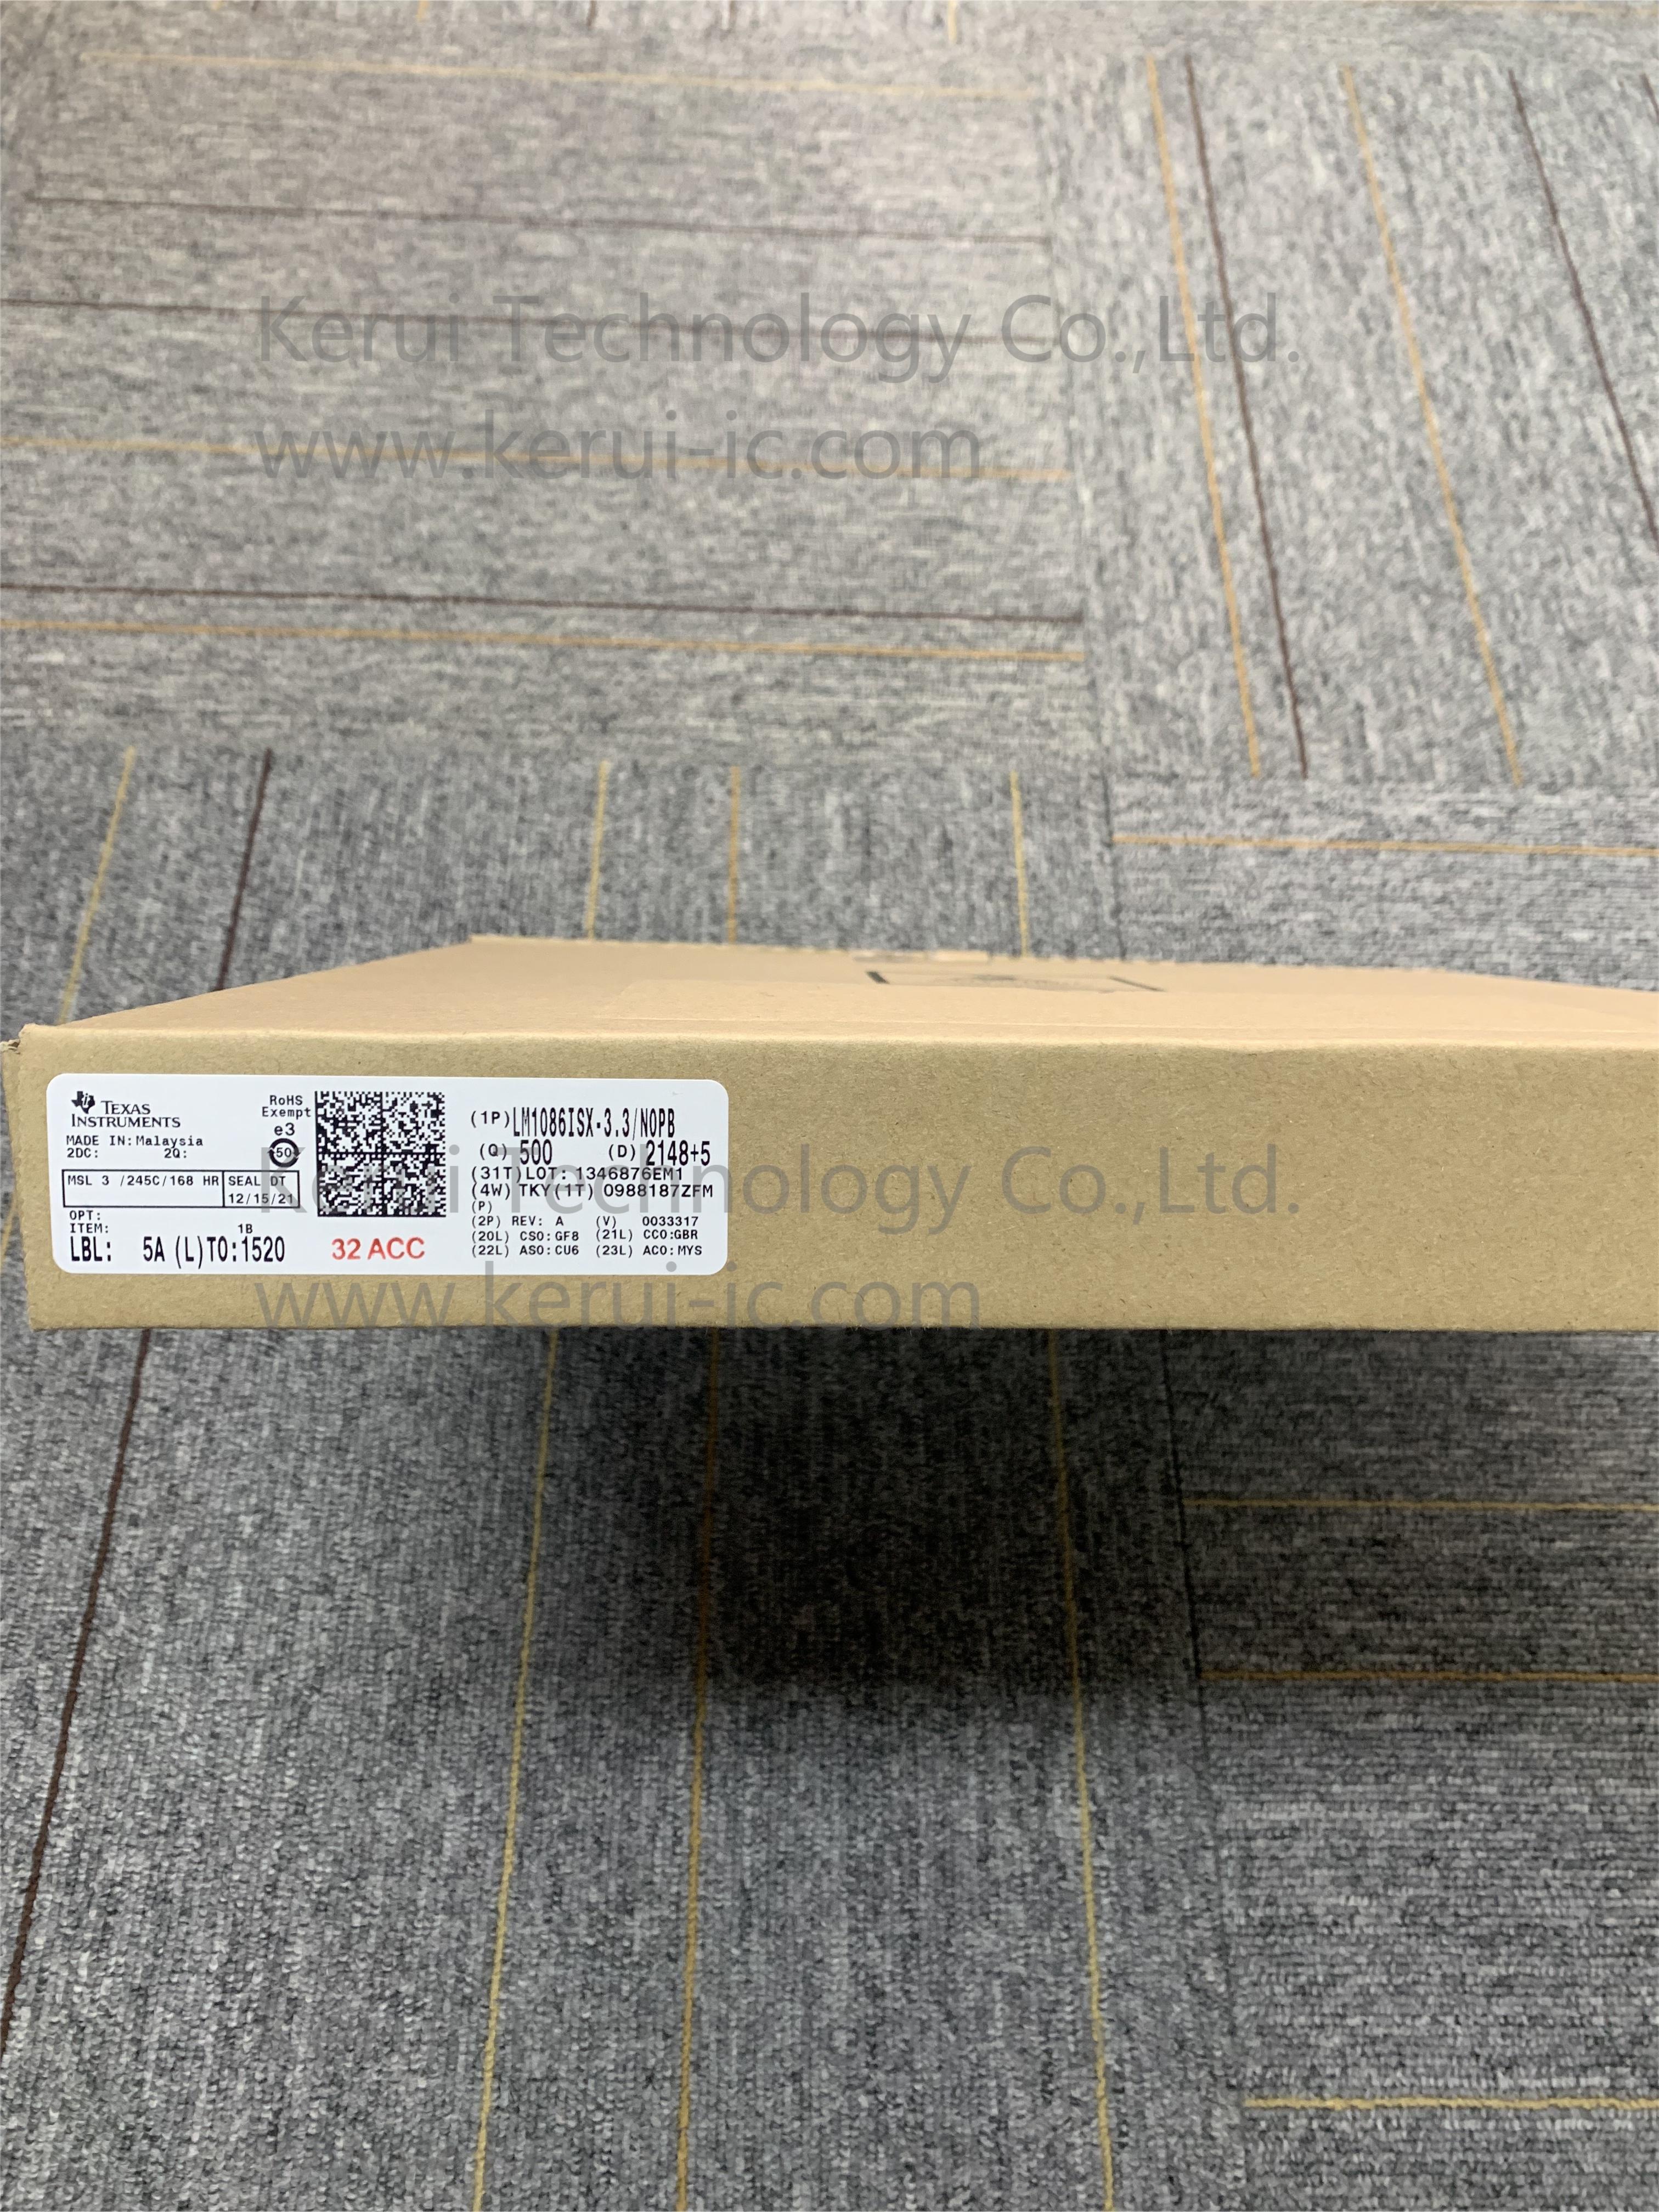 Kerui Technology Co.,Ltd.
www.kerui-ic.com
TEXAS
INSTRUMENTS
MADE IN:Malaysia
2DC: 2Q:
RoHS
Exempt
e3
50
MSL 3 /245C/168 HR
SEAL DT
12/15/21
OPT:
ITEM: 1B
LBL: 5A (L)TO:1520
32 ACC
(1P)LM1086ISX-3.3/NOPB
(Q) 500 (D) 2148+5
(31T)LOT: 1346876EM1
(4W) TKY(1T) 0988187ZFM
(P)
(2P) REV: A (V) 0033317
(20L) CSO:GF8 (21L) CCO:GBR
(22L) ASO:CU6 (23L) ACO:MYS
Kerui Technology Co.,Ltd.
www.kerui-ic.com